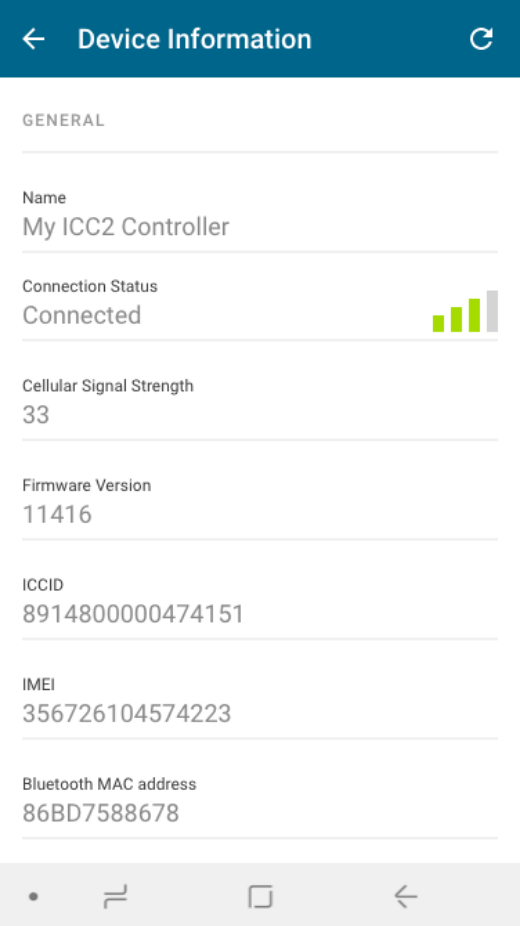 Device Information
GENERAL
Name
My ICC2 Controller
Connection Status
Connected
Cellular Signal Strength
33
Firmware Version
11416
ICCID
8914800000474151
IMEI
356726104574223
Bluetooth MAC address
86BD7588678